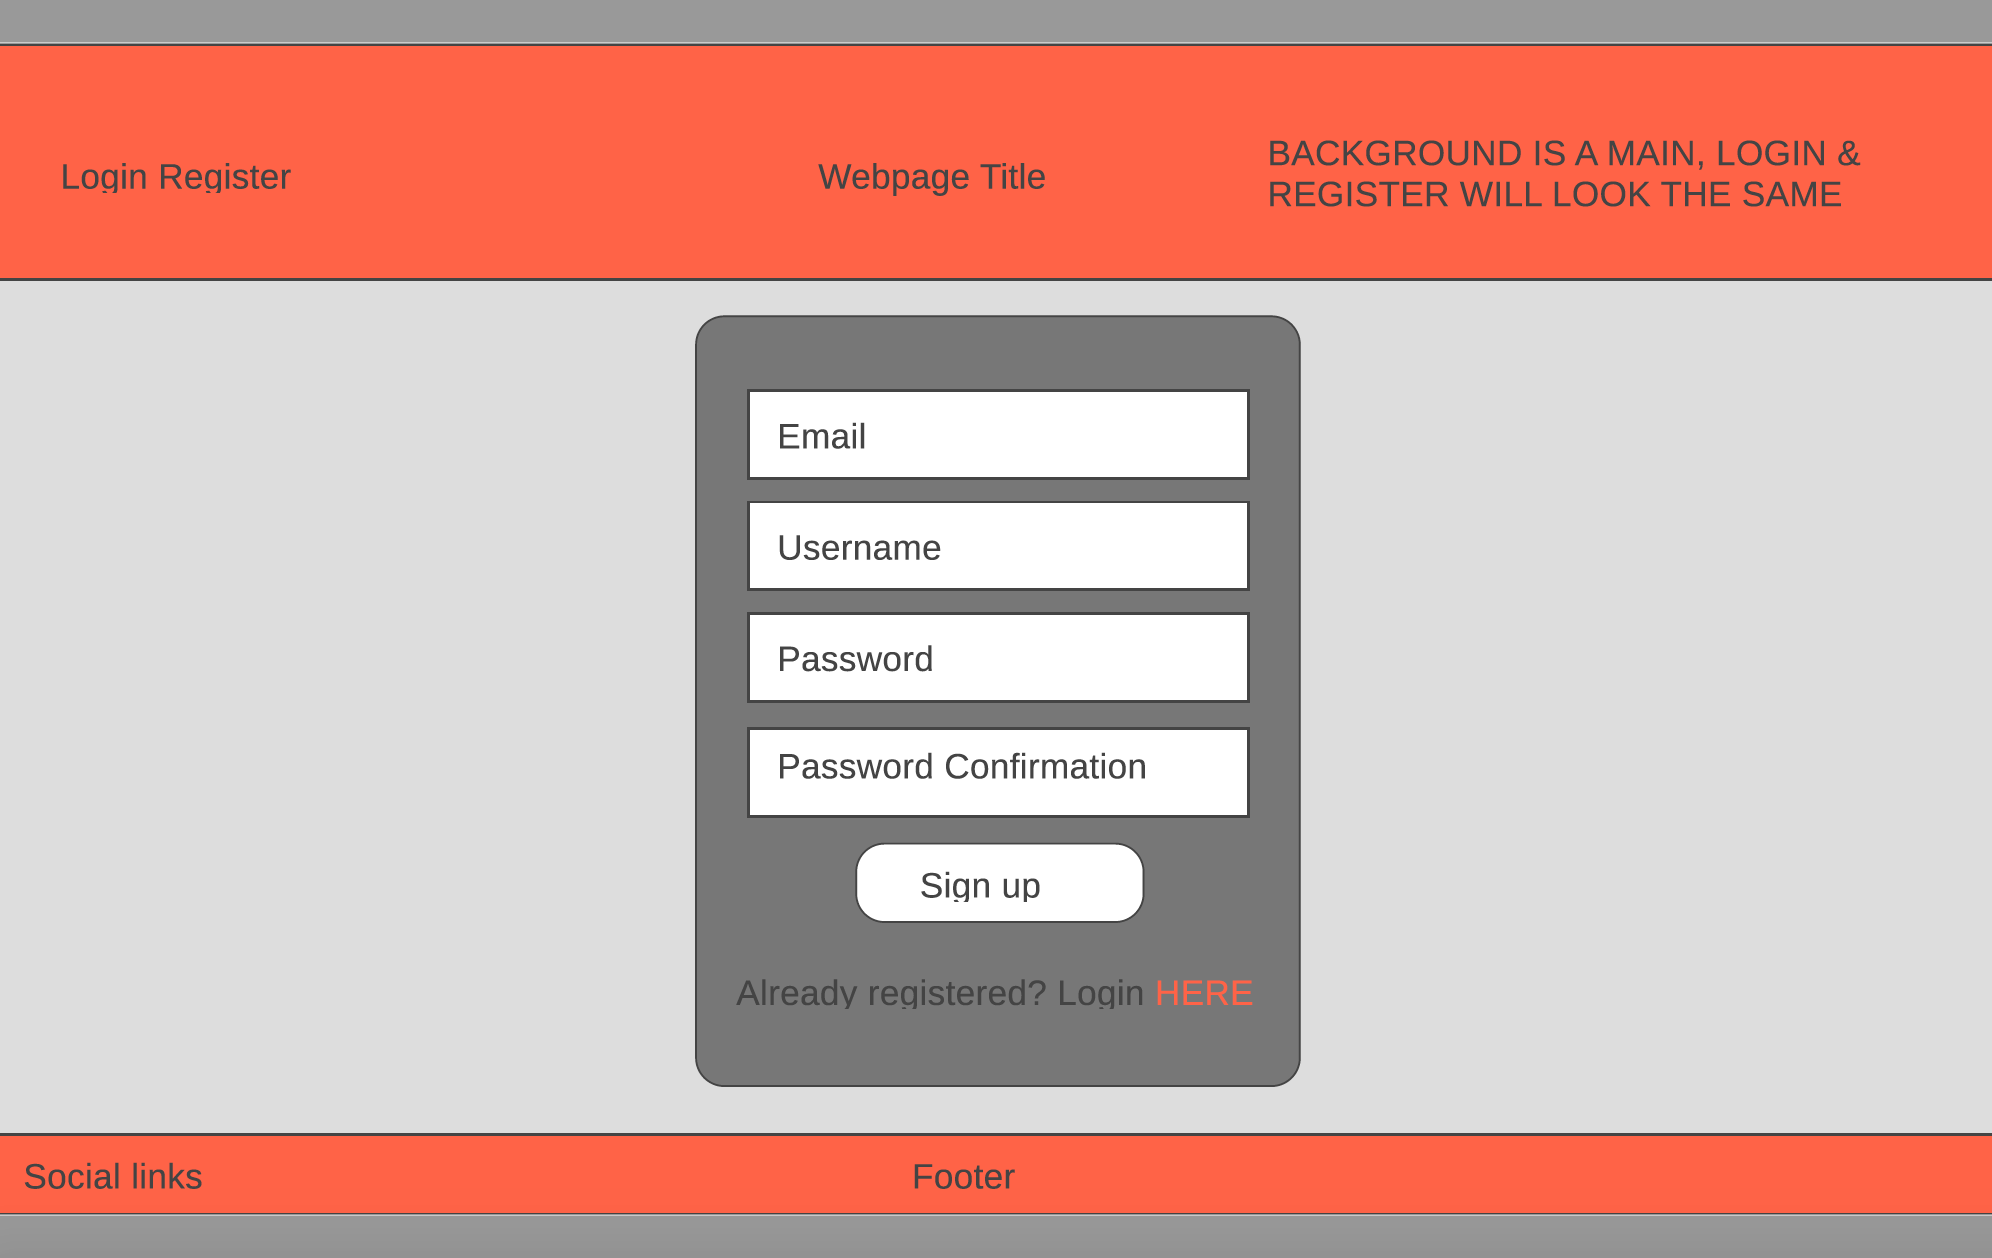 Login Register
Webpage Title
BACKGROUND IS A MAIN, LOGIN &
REGISTER WILL LOOK THE SAME
Email
Username
Password
Password Confirmation
Sign up
Already registered? Login HERE
Social links
Footer